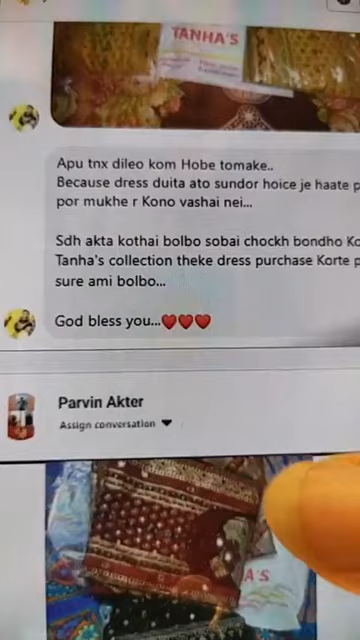 TANHA'S
Apu tnx dileo kom Hobe tomake..
Because dress duita ato sundor hoice je haate p
por mukhe r Kono vashai nei...
Sdh akta kothai bolbo sobai chockh bondho Ko
Tanha's collection theke dress purchase Korte p
sure ami bolbo...
God bless you...❤❤❤
Parvin Akter
Assign conversation
A'S